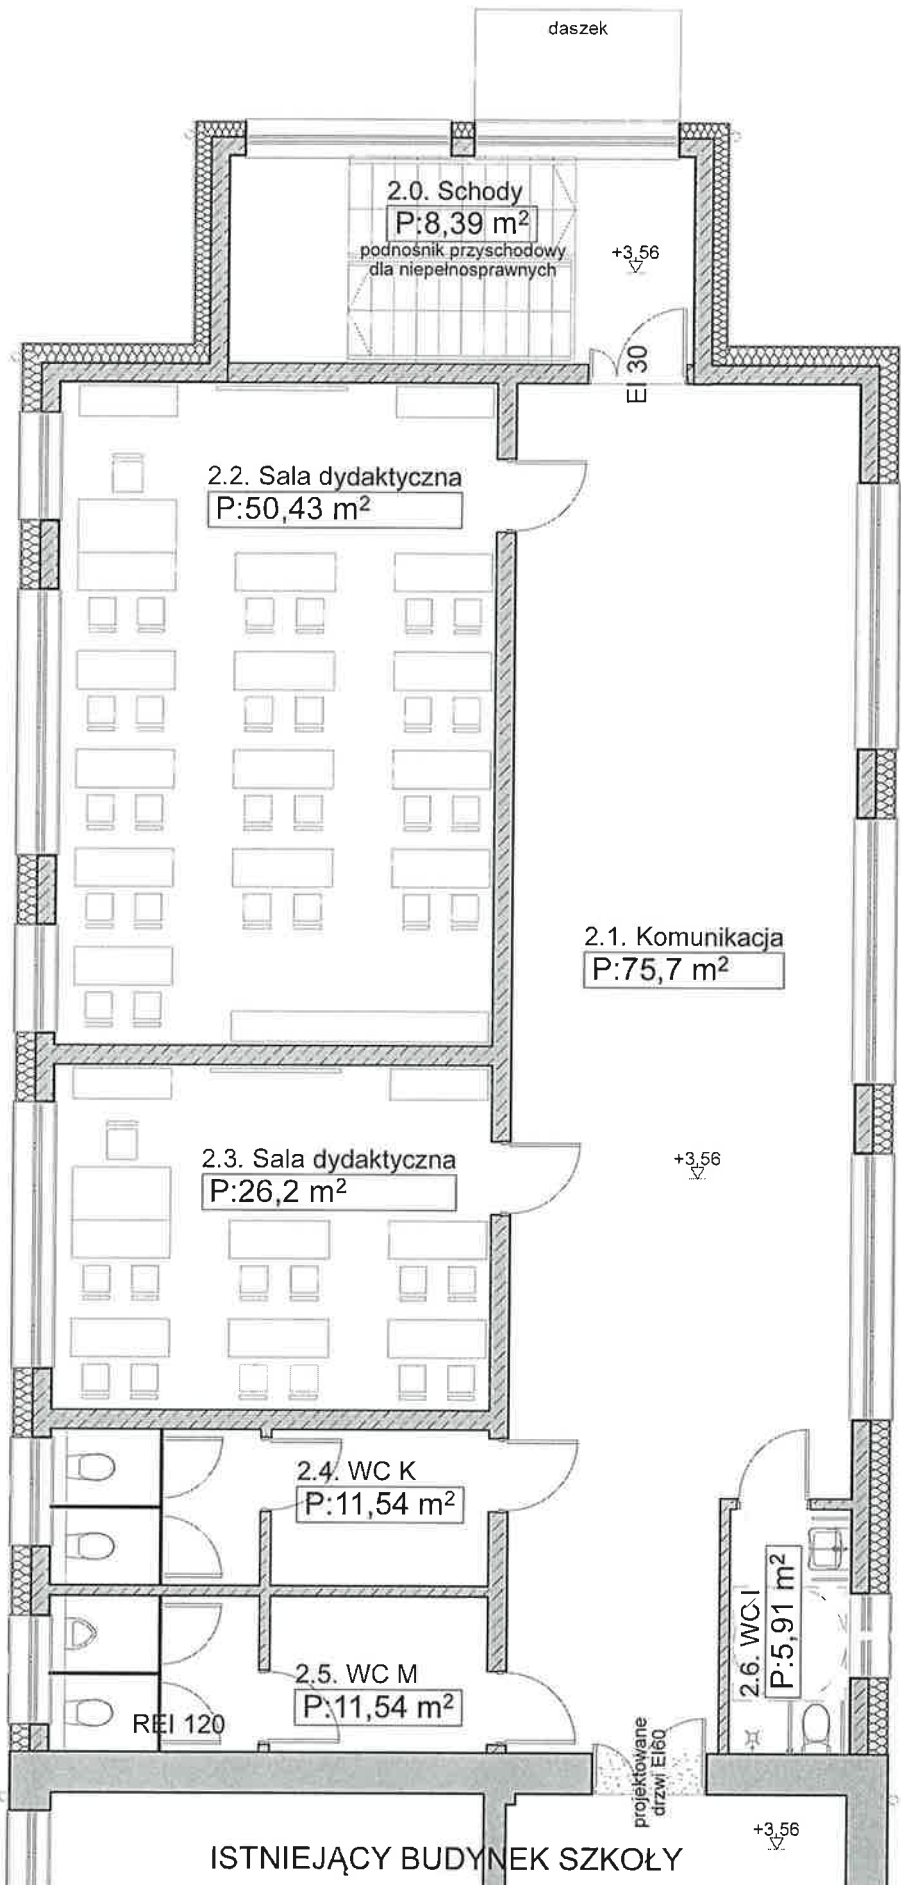 daszek
2.0. Schody
P:8,39 m²
podnośnik przyschodowy
dla niepełnosprawnych
+3,56
EI 30
2.2. Sala dydaktyczna
P:50,43 m²
2.1. Komunikacja
P:75,7 m²
2.3. Sala dydaktyczna
P:26,2 m²
+3,56
2.4. WC K
P:11,54 m²
2.6. WC I
P:5,91 m²
2.5. WC M
P:11,54 m²
REI 120
projektowane
drzwi EI60
+3,56
ISTNIEJĄCY BUDYNEK SZKOŁY